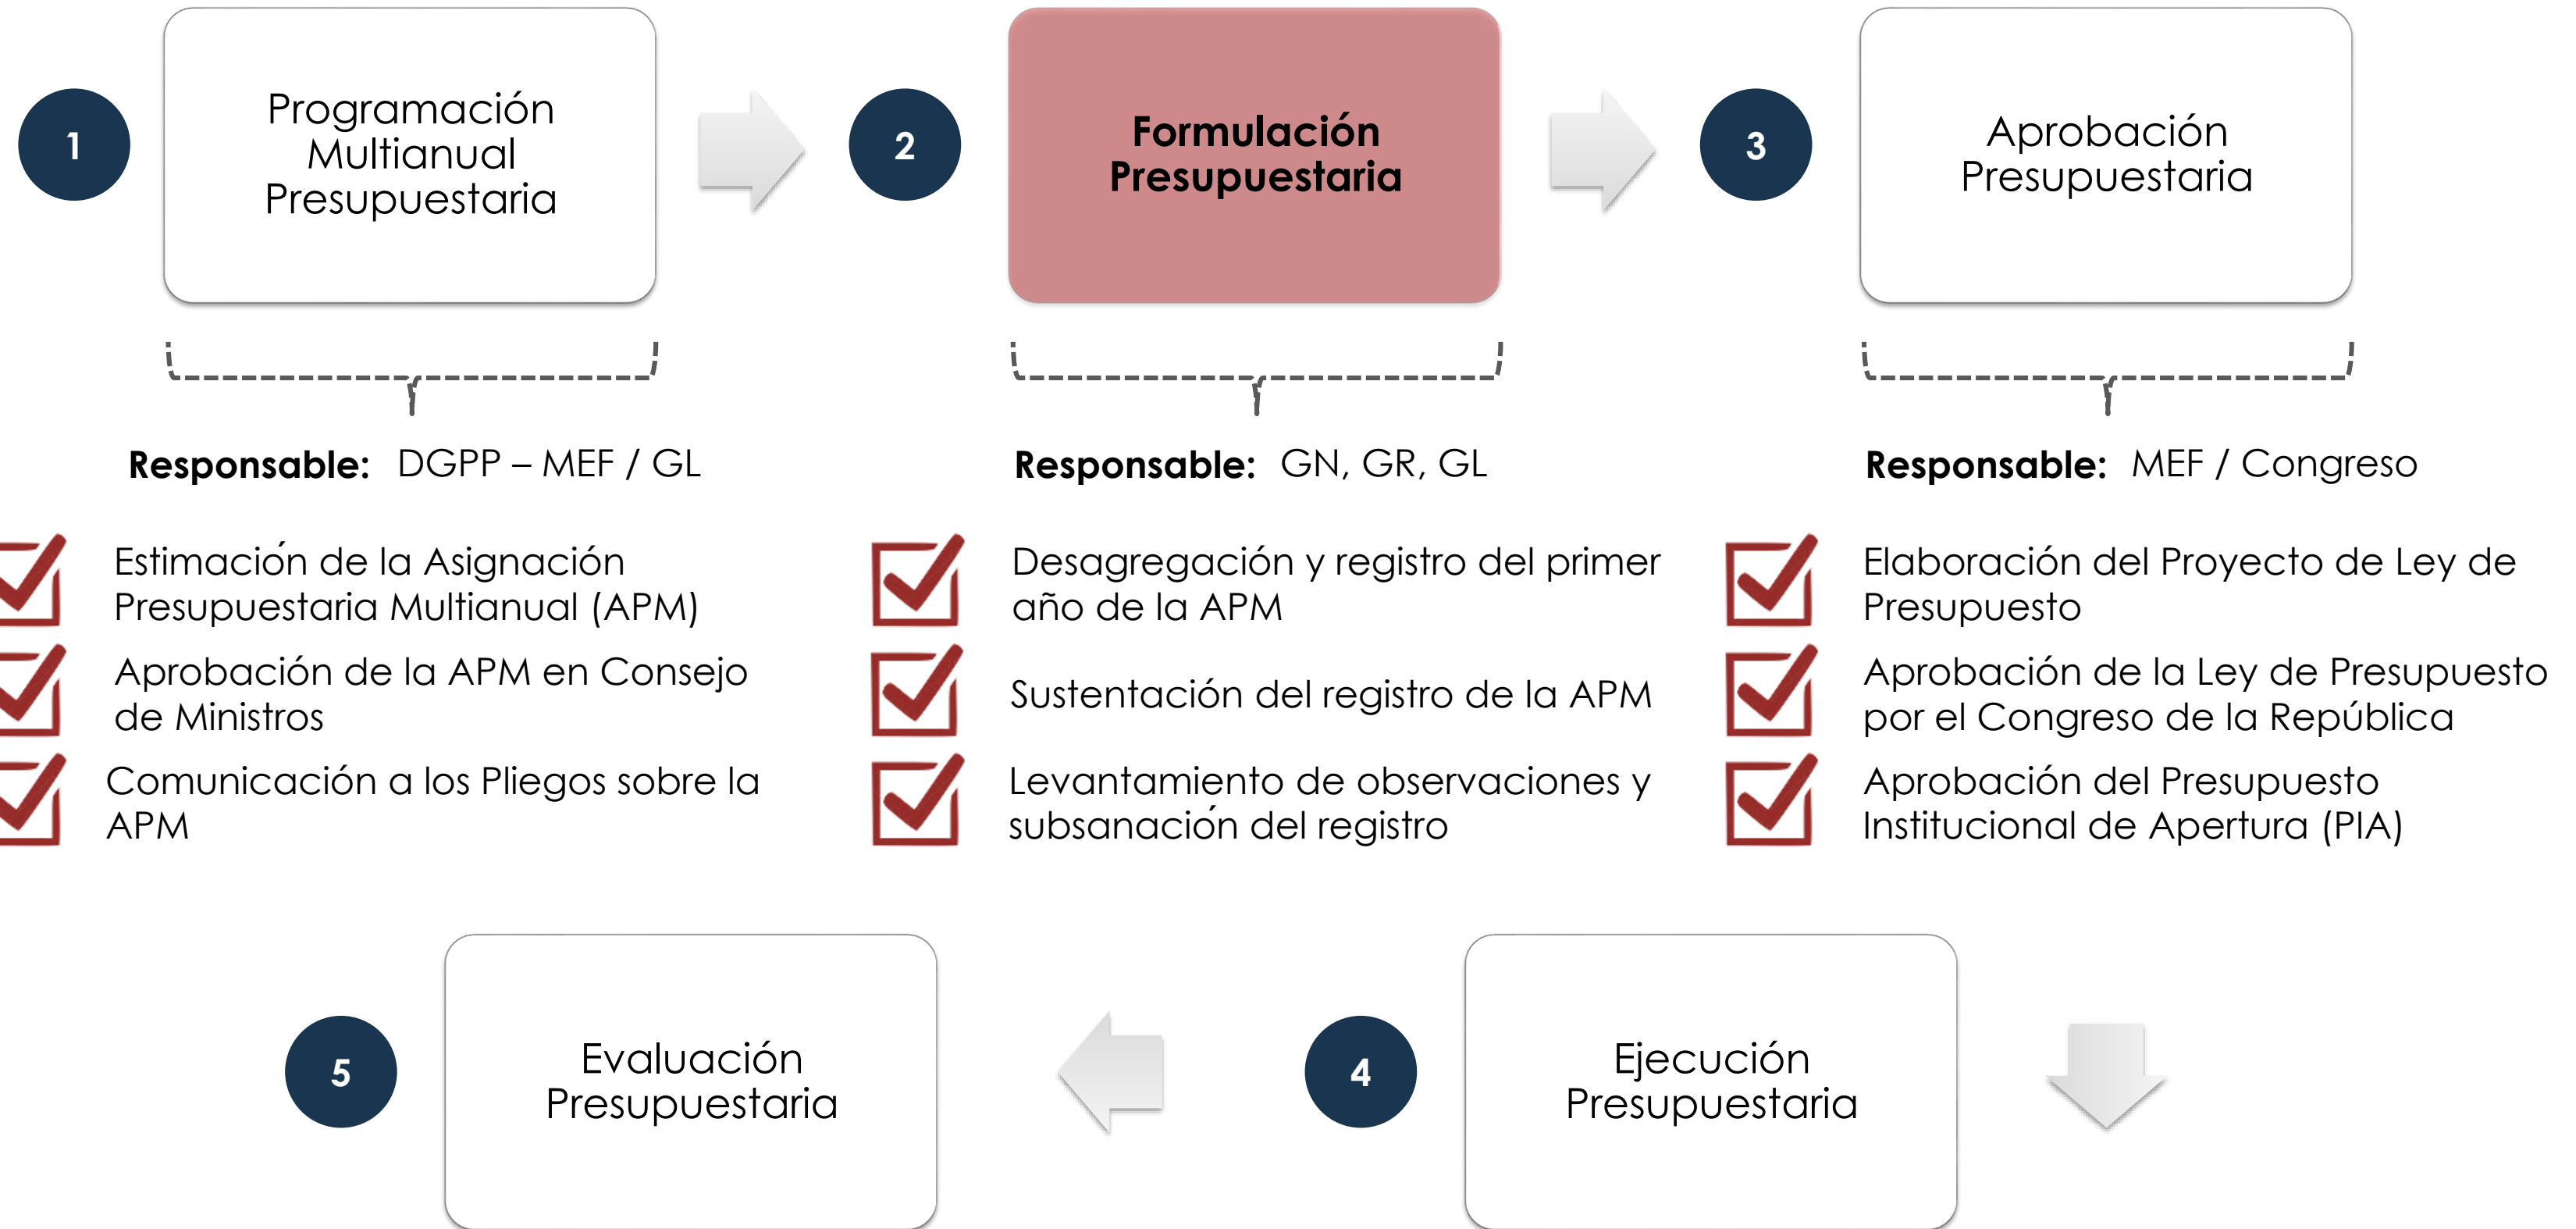 1
Programación
Multianual
Presupuestaria
2
Formulación
Presupuestaria
3
Aprobación
Presupuestaria
Responsable: DGPP – MEF / GL
Estimación de la Asignación
Presupuestaria Multianual (APM)
Aprobación de la APM en Consejo
de Ministros
Comunicación a los Pliegos sobre la
APM
Responsable: GN, GR, GL
Desagregación y registro del primer
año de la APM
Sustentación del registro de la APM
Levantamiento de observaciones y
subsanación del registro
Responsable: MEF / Congreso
Elaboración del Proyecto de Ley de
Presupuesto
Aprobación de la Ley de Presupuesto
por el Congreso de la República
Aprobación del Presupuesto
Institucional de Apertura (PIA)
5
Evaluación
Presupuestaria
4
Ejecución
Presupuestaria